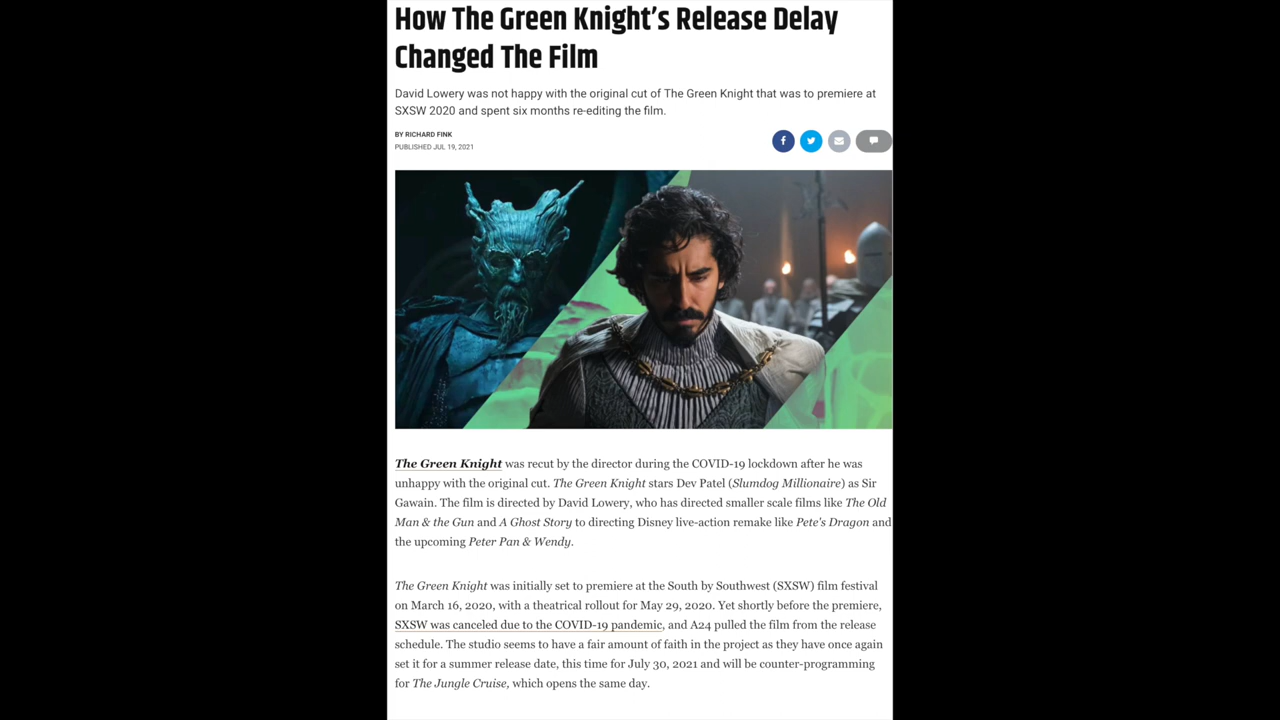 How The Green Knight's Release Delay
Changed The Film
David Lowery was not happy with the original cut of The Green Knight that was to premiere at
SXSW 2020 and spent six months re-editing the film.
BY RICHARD FINK
PUBLISHED JUL 19, 2021
The Green Knight was recut by the director during the COVID-19 lockdown after he was
unhappy with the original cut. The Green Knight stars Dev Patel (Slumdog Millionaire) as Sir
Gawain. The film is directed by David Lowery, who has directed smaller scale films like The Old
Man & the Gun and A Ghost Story to directing Disney live-action remake like Pete's Dragon and
the upcoming Peter Pan & Wendy.
The Green Knight was initially set to premiere at the South by Southwest (SXSW) film festival
on March 16, 2020, with a theatrical rollout for May 29, 2020. Yet shortly before the premiere,
SXSW was canceled due to the COVID-19 pandemic, and A24 pulled the film from the release
schedule. The studio seems to have a fair amount of faith in the project as they have once again
set it for a summer release date, this time for July 30, 2021 and will be counter-programming
for The Jungle Cruise, which opens the same day.